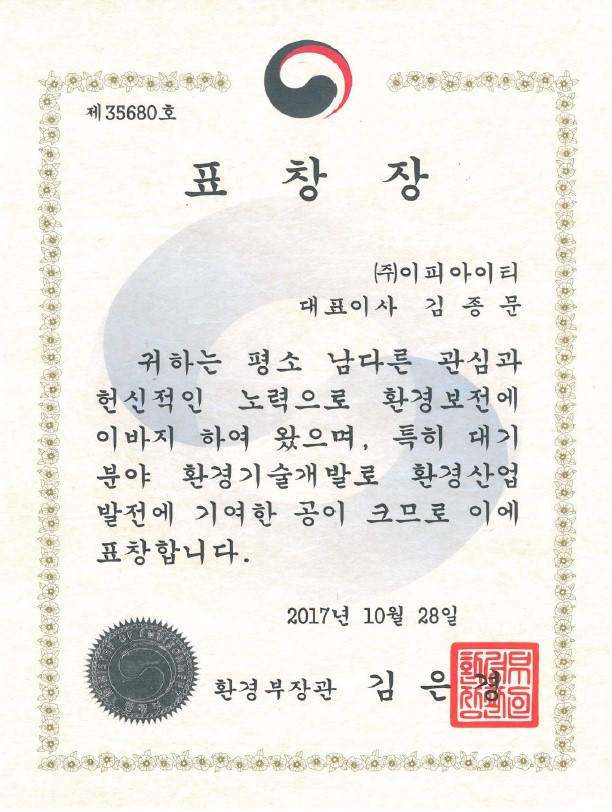 제35680호
표 창 장
(주)이피아이티
대표이사 김 종 문
귀하는 평소 남다른 관심과
헌신적인 노력으로 환경보전에
이바지 하여 왔으며, 특히 대기
분야 환경기술개발로 환경산업
발전에 기여한 공이 크므로 이에
표창합니다.
2017년 10월 28일
환경부장관 김 은 경